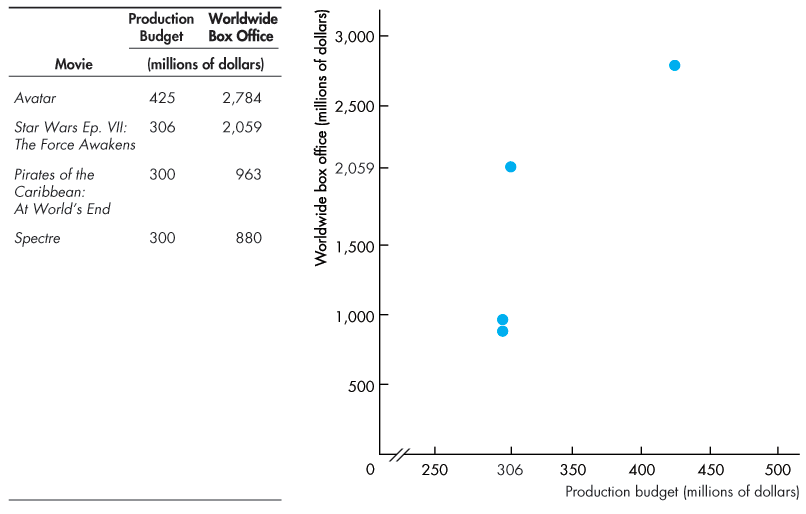 Production Worldwide
Budget Box Office
Movie (millions of dollars)
Avatar 425 2,784
Star Wars Ep. VII: 306 2,059
The Force Awakens
Pirates of the 300 963
Caribbean:
At World’s End
Spectre 300 880
Worldwide box office (millions of dollars)
3,000
2,500
2,059
1,500
1,000
500
0 250 306 350 400 450 500
Production budget (millions of dollars)